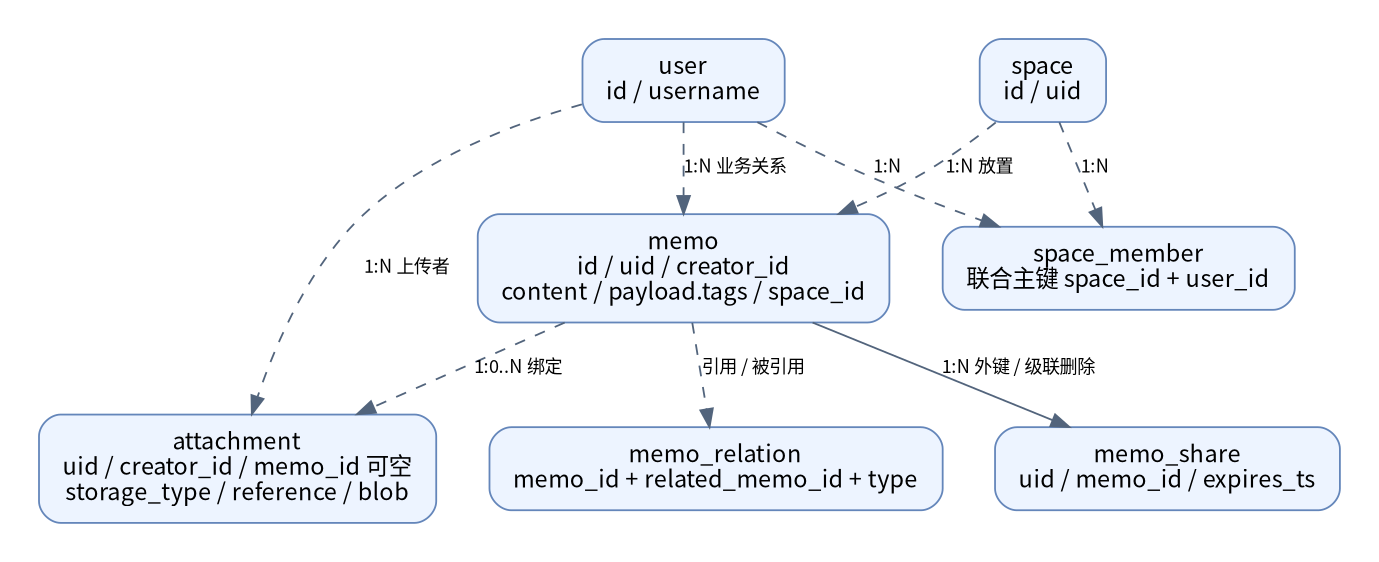 user
id / username
space
id / uid
1:N 业务关系
1:N
1:N 放置
1:N
memo
id / uid / creator_id
content / payload.tags / space_id
space_member
联合主键 space_id + user_id
1:N 上传者
1:0..N 绑定
引用 / 被引用
1:N 外键 / 级联删除
attachment
uid / creator_id / memo_id 可空
storage_type / reference / blob
memo_relation
memo_id + related_memo_id + type
memo_share
uid / memo_id / expires_ts